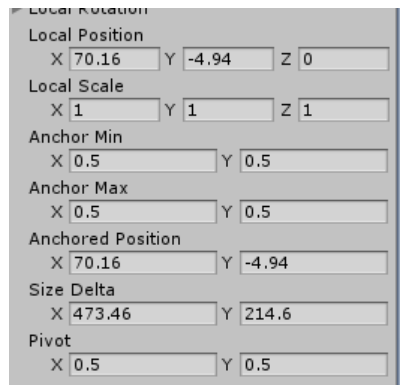 Local Rotation
Local Position
X 70.16 Y -4.94 Z 0
Local Scale
X 1 Y 1 Z 1
Anchor Min
X 0.5 Y 0.5
Anchor Max
X 0.5 Y 0.5
Anchored Position
X 70.16 Y -4.94
Size Delta
X 473.46 Y 214.6
Pivot
X 0.5 Y 0.5